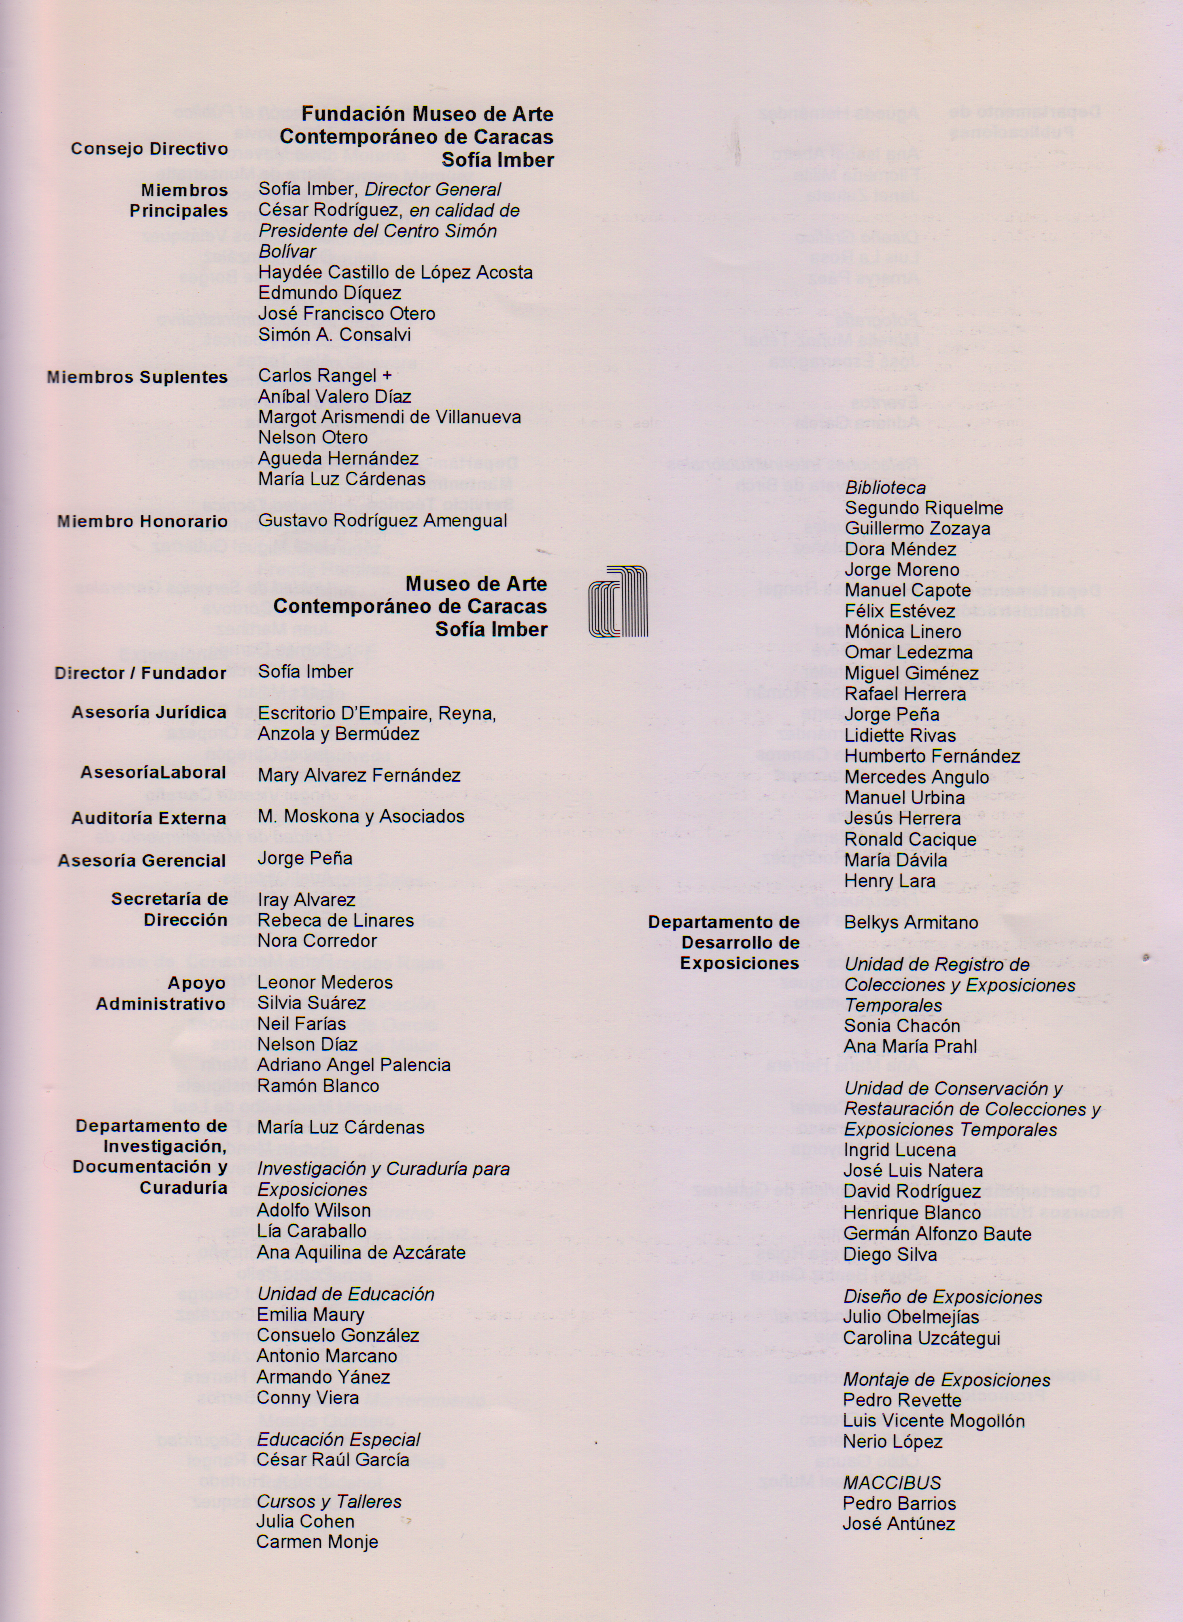 Fundación Museo de Arte
Contemporáneo de Caracas
Sofía Imber
Consejo Directivo
Miembros
Principales
Sofía Imber, Director General
César Rodríguez, en calidad de
Presidente del Centro Simón
Bolívar
Haydée Castillo de López Acosta
Edmundo Díquez
José Francisco Otero
Simón A. Consalvi
Miembros Suplentes
Carlos Rangel +
Aníbal Valero Díaz
Margot Arismendi de Villanueva
Nelson Otero
Agueda Hernández
María Luz Cárdenas
Miembro Honorario
Gustavo Rodríguez Amengual
Museo de Arte
Contemporáneo de Caracas
Sofía Imber
Director / Fundador
Sofía Imber
Asesoría Jurídica
Escritorio D'Empaire, Reyna,
Anzola y Bermúdez
AsesoríaLaboral
Mary Alvarez Fernández
Auditoría Externa
M. Moskona y Asociados
Asesoría Gerencial
Jorge Peña
Secretaría de
Dirección
Iray Alvarez
Rebeca de Linares
Nora Corredor
Apoyo
Administrativo
Leonor Mederos
Silvia Suárez
Neil Farías
Nelson Díaz
Adriano Angel Palencia
Ramón Blanco
Departamento de
Investigación,
Documentación y
Curaduría
María Luz Cárdenas
Investigación y Curaduría para
Exposiciones
Adolfo Wilson
Lía Caraballo
Ana Aquilina de Azcárate
Unidad de Educación
Emilia Maury
Consuelo González
Antonio Marcano
Armando Yánez
Conny Viera
Educación Especial
César Raúl García
Cursos y Talleres
Julia Cohen
Carmen Monje
Biblioteca
Segundo Riquelme
Guillermo Zozaya
Dora Méndez
Jorge Moreno
Manuel Capote
Félix Estévez
Mónica Linero
Omar Ledezma
Miguel Giménez
Rafael Herrera
Jorge Peña
Lidiette Rivas
Humberto Fernández
Mercedes Angulo
Manuel Urbina
Jesús Herrera
Ronald Cacique
María Dávila
Henry Lara
Departamento de
Desarrollo de
Exposiciones
Belkys Armitano
Unidad de Registro de
Colecciones y Exposiciones
Temporales
Sonia Chacón
Ana María Prahl
Unidad de Conservación y
Restauración de Colecciones y
Exposiciones Temporales
Ingrid Lucena
José Luis Natera
David Rodríguez
Henrique Blanco
Germán Alfonzo Baute
Diego Silva
Diseño de Exposiciones
Julio Obelmejías
Carolina Uzcátegui
Montaje de Exposiciones
Pedro Revette
Luis Vicente Mogollón
Nerio López
MACCIBUS
Pedro Barrios
José Antúnez